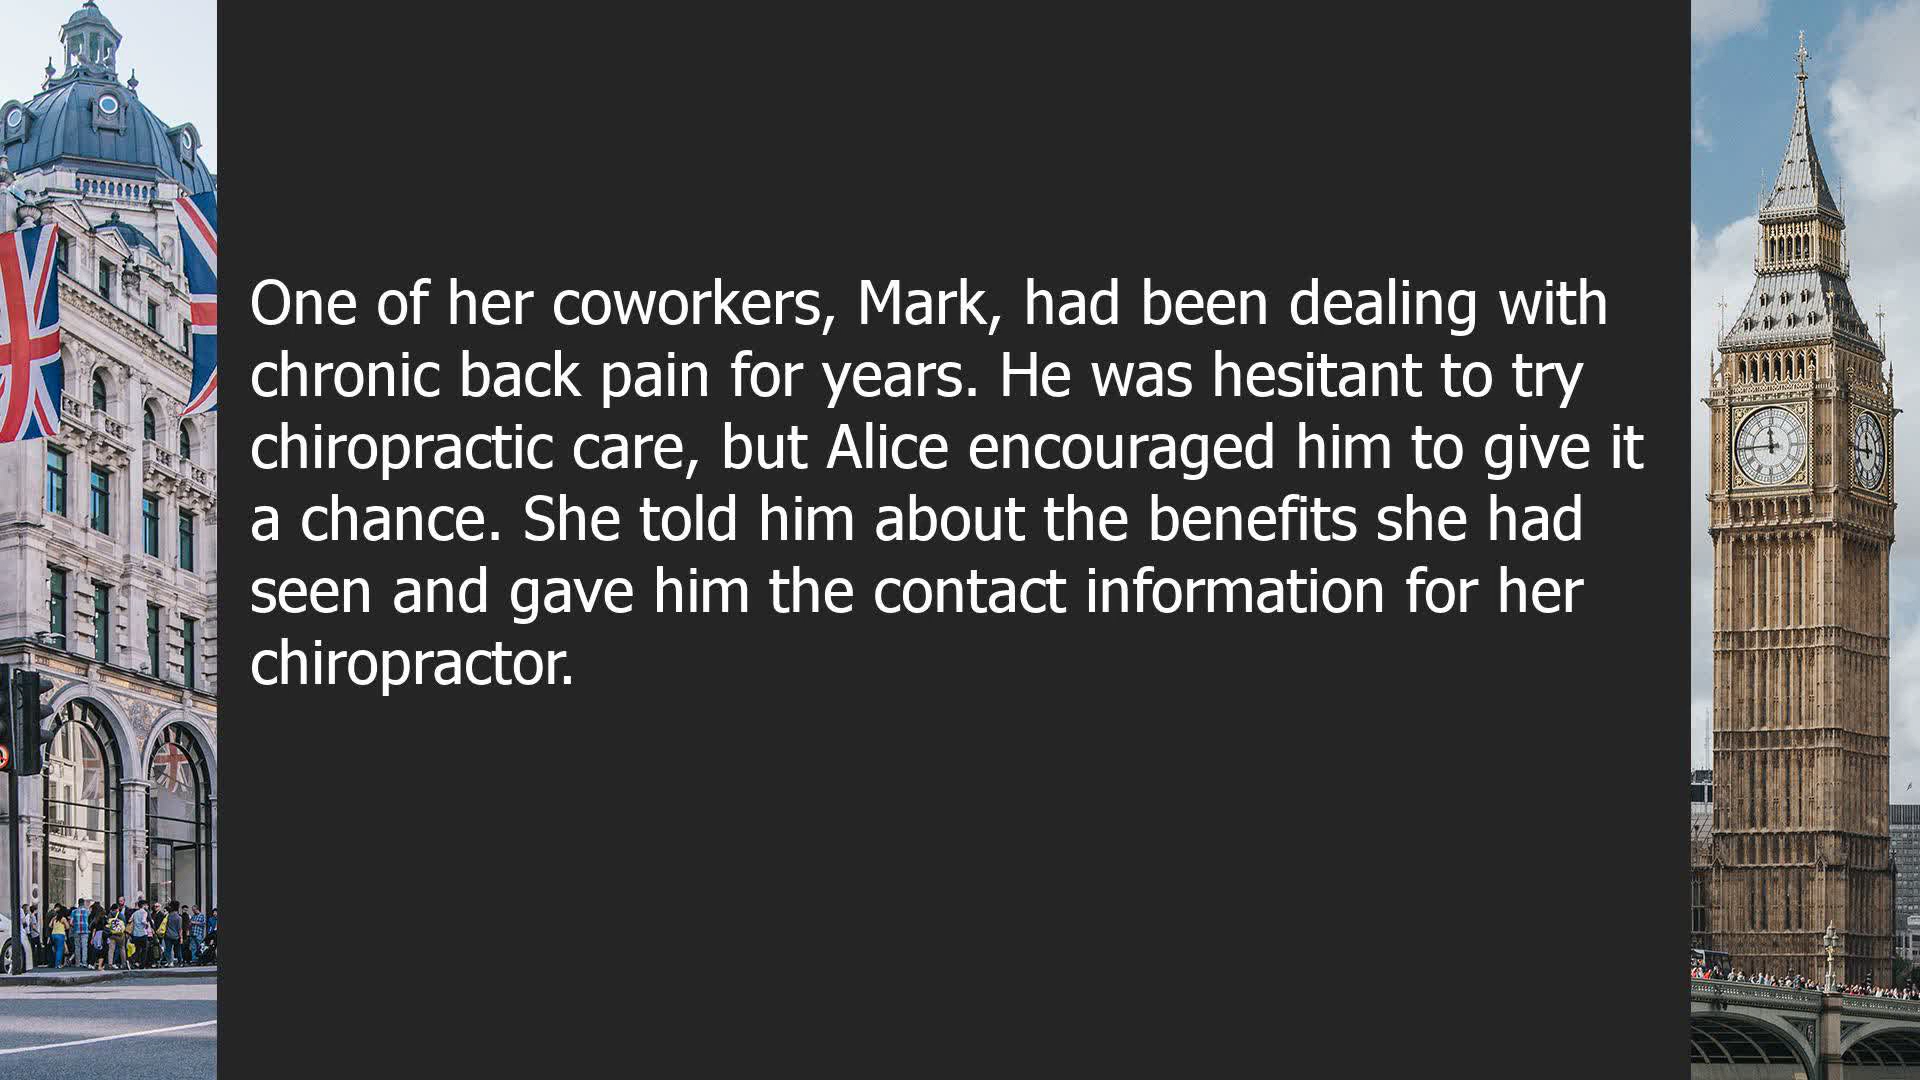 One of her coworkers, Mark, had been dealing with
chronic back pain for years. He was hesitant to try
chiropractic care, but Alice encouraged him to give it
a chance. She told him about the benefits she had
seen and gave him the contact information for her
chiropractor.